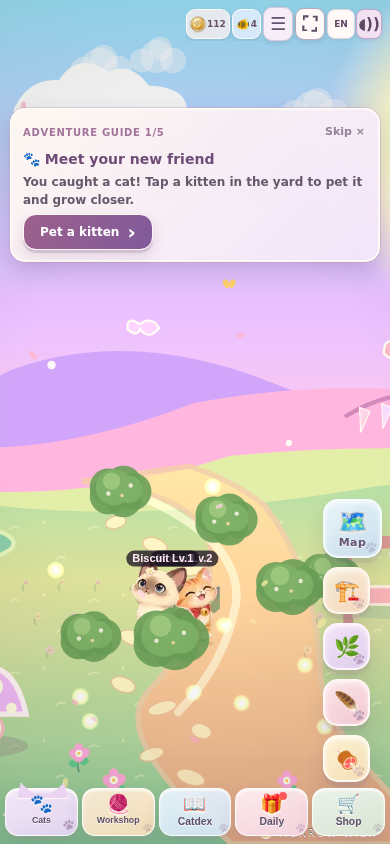 112
4
EN
ADVENTURE GUIDE 1/5
Skip ×
🐾 Meet your new friend
You caught a cat! Tap a kitten in the yard to pet it
and grow closer.
Pet a kitten ›
Biscuit Lv.1
v.2
Map
Cats
Workshop
Catdex
Daily
Shop